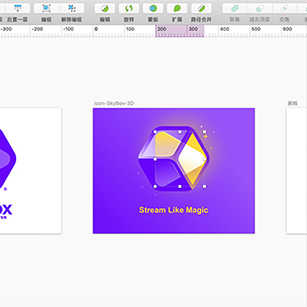 后置一层 编组 解除编组 编辑 旋转 蒙版 扩展 路径合并 联集 减去顶层 交集
-300 -200 -100 0 100 200 300 400 500 600
icon-SkyBox-3D
画板
OX
Stream Like Magic